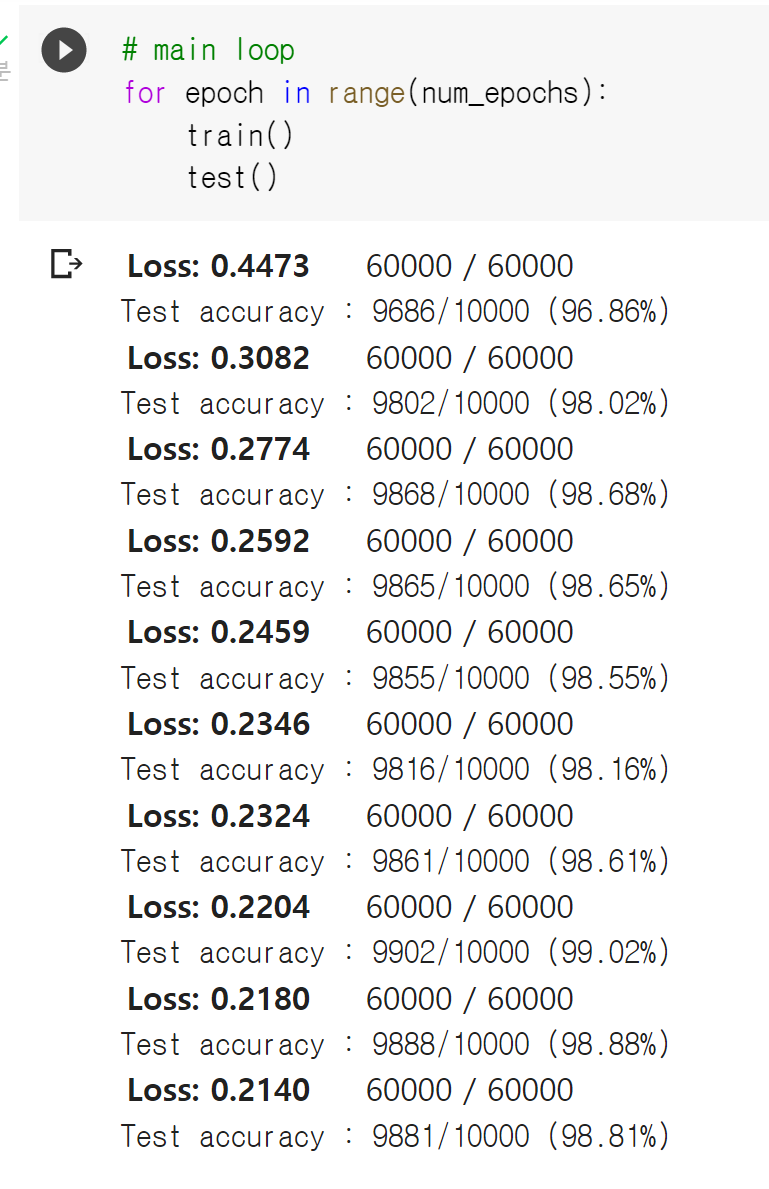 # main loop
for epoch in range(num_epochs):
    train()
    test()
Loss: 0.4473 60000 / 60000
Test accuracy : 9686/10000 (96.86%)
Loss: 0.3082 60000 / 60000
Test accuracy : 9802/10000 (98.02%)
Loss: 0.2774 60000 / 60000
Test accuracy : 9868/10000 (98.68%)
Loss: 0.2592 60000 / 60000
Test accuracy : 9865/10000 (98.65%)
Loss: 0.2459 60000 / 60000
Test accuracy : 9855/10000 (98.55%)
Loss: 0.2346 60000 / 60000
Test accuracy : 9816/10000 (98.16%)
Loss: 0.2324 60000 / 60000
Test accuracy : 9861/10000 (98.61%)
Loss: 0.2204 60000 / 60000
Test accuracy : 9902/10000 (99.02%)
Loss: 0.2180 60000 / 60000
Test accuracy : 9888/10000 (98.88%)
Loss: 0.2140 60000 / 60000
Test accuracy : 9881/10000 (98.81%)